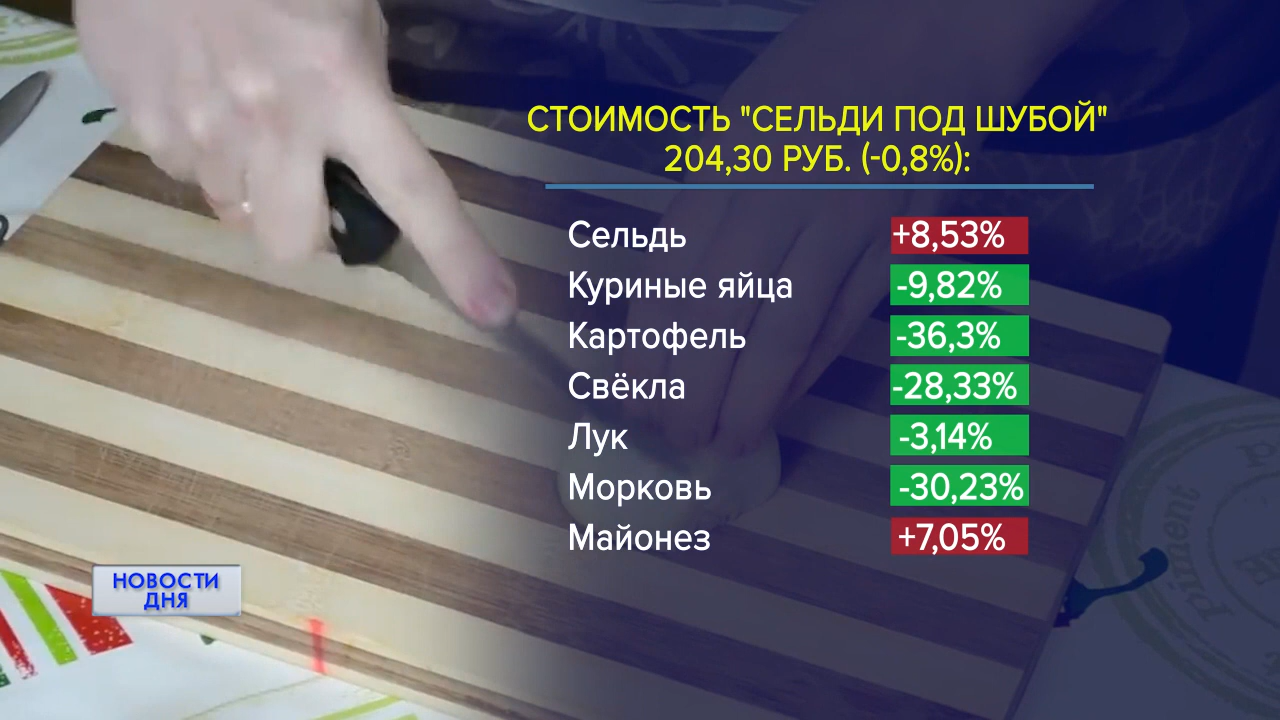 СТОИМОСТЬ "СЕЛЬДИ ПОД ШУБОЙ"
204,30 РУБ. (-0,8%):
Сельдь +8,53%
Куриные яйца -9,82%
Картофель -36,3%
Свёкла -28,33%
Лук -3,14%
Морковь -30,23%
Майонез +7,05%
НОВОСТИ
ДНЯ
Piment